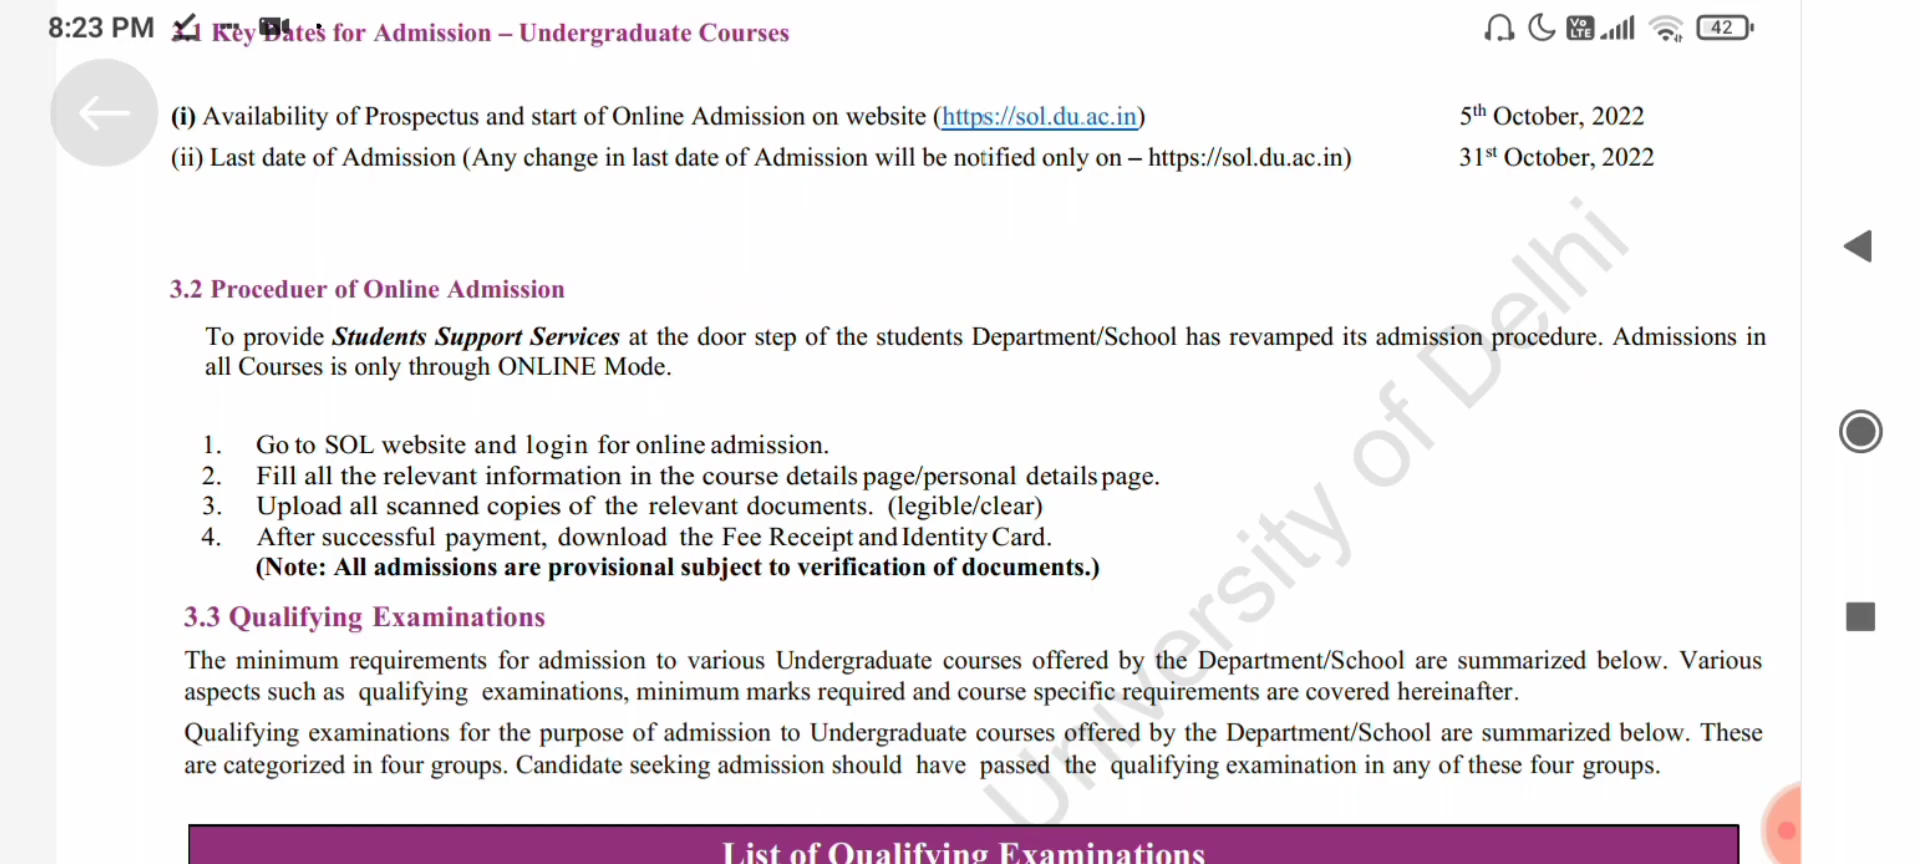 8:23 PM
42
3.1 Key Dates for Admission – Undergraduate Courses
(i) Availability of Prospectus and start of Online Admission on website (https://sol.du.ac.in) 5th October, 2022
(ii) Last date of Admission (Any change in last date of Admission will be notified only on – https://sol.du.ac.in) 31st October, 2022
3.2 Proceduer of Online Admission
To provide Students Support Services at the door step of the students Department/School has revamped its admission procedure. Admissions in
all Courses is only through ONLINE Mode.
1. Go to SOL website and login for online admission.
2. Fill all the relevant information in the course details page/personal details page.
3. Upload all scanned copies of the relevant documents. (legible/clear)
4. After successful payment, download the Fee Receipt and Identity Card.
(Note: All admissions are provisional subject to verification of documents.)
3.3 Qualifying Examinations
The minimum requirements for admission to various Undergraduate courses offered by the Department/School are summarized below. Various
aspects such as qualifying examinations, minimum marks required and course specific requirements are covered hereinafter.
Qualifying examinations for the purpose of admission to Undergraduate courses offered by the Department/School are summarized below. These
are categorized in four groups. Candidate seeking admission should have passed the qualifying examination in any of these four groups.
List of Qualifying Examinations
University of Delhi
Vo LTE